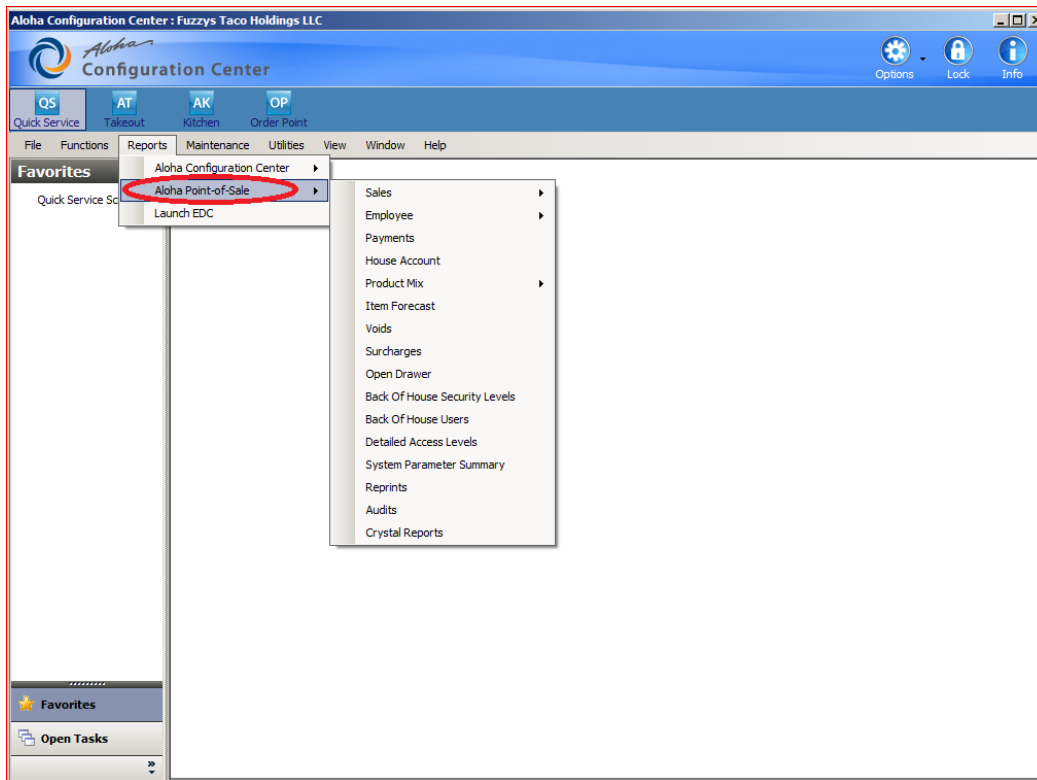 Aloha Configuration Center : Fuzzys Taco Holdings LLC
Aloha
Configuration Center
Options Lock Info
QS AT AK OP
Quick Service Takeout Kitchen Order Point
File Functions Reports Maintenance Utilities View Window Help
Favorites
Quick Service Sc
Aloha Configuration Center
Aloha Point-of-Sale
Launch EDC
Sales
Employee
Payments
House Account
Product Mix
Item Forecast
Voids
Surcharges
Open Drawer
Back Of House Security Levels
Back Of House Users
Detailed Access Levels
System Parameter Summary
Reprints
Audits
Crystal Reports
Favorites
Open Tasks